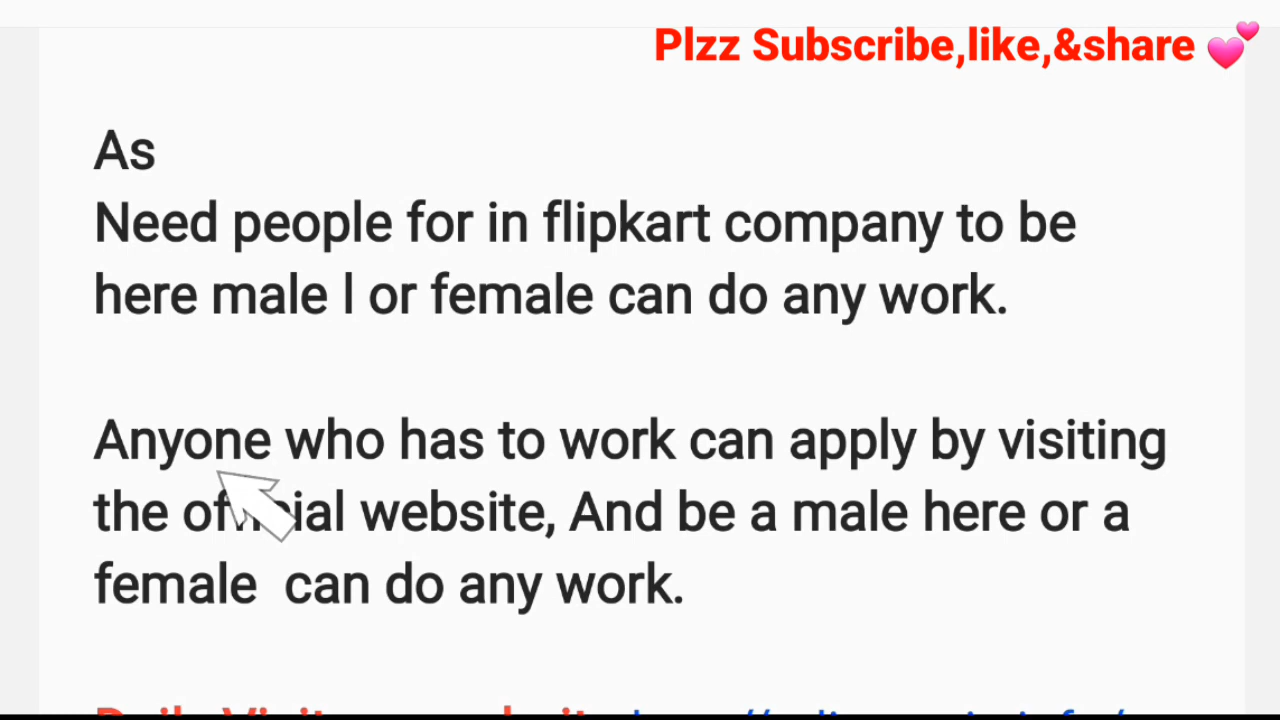 Plzz Subscribe,like,&share 💕
As
Need people for in flipkart company to be
here male l or female can do any work.
Anyone who has to work can apply by visiting
the official website, And be a male here or a
female can do any work.